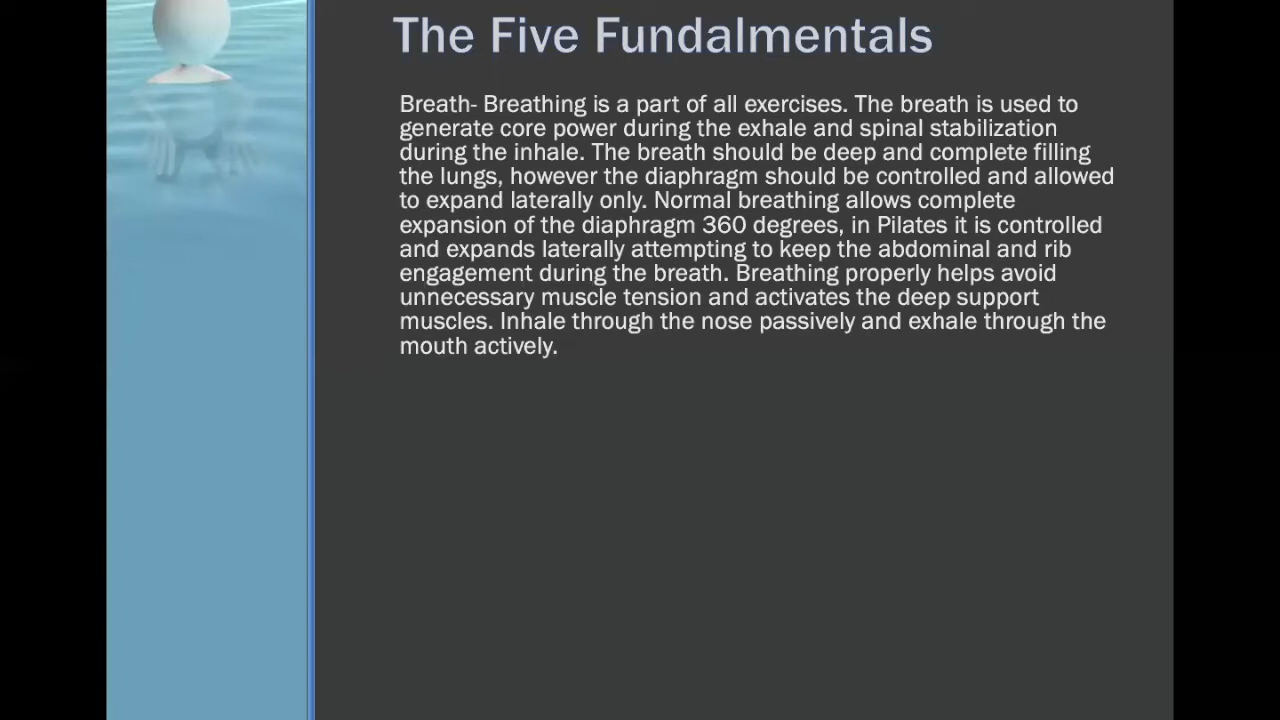 The Five Fundalmentals
Breath- Breathing is a part of all exercises. The breath is used to
generate core power during the exhale and spinal stabilization
during the inhale. The breath should be deep and complete filling
the lungs, however the diaphragm should be controlled and allowed
to expand laterally only. Normal breathing allows complete
expansion of the diaphragm 360 degrees, in Pilates it is controlled
and expands laterally attempting to keep the abdominal and rib
engagement during the breath. Breathing properly helps avoid
unnecessary muscle tension and activates the deep support
muscles. Inhale through the nose passively and exhale through the
mouth actively.